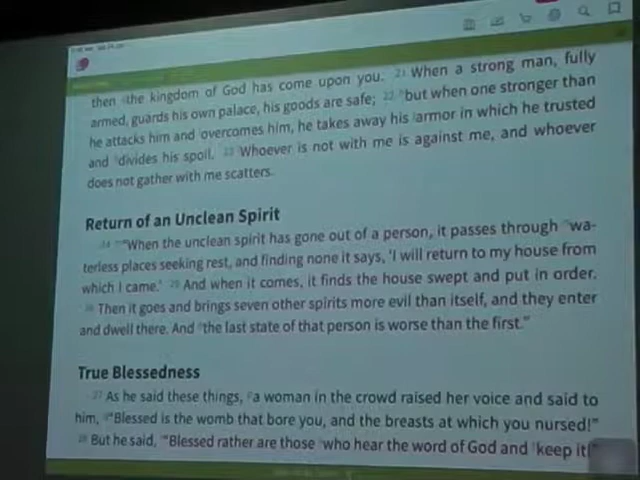 then the kingdom of God has come upon you. 21 When a strong man, fully
armed, guards his own palace, his goods are safe; 22 but when one stronger than
he attacks him and overcomes him, he takes away his armor in which he trusted
and divides his spoil. 23 Whoever is not with me is against me, and whoever
does not gather with me scatters.
Return of an Unclean Spirit
24 "When the unclean spirit has gone out of a person, it passes through wa-
terless places seeking rest, and finding none it says, 'I will return to my house from
which I came.' 25 And when it comes, it finds the house swept and put in order.
26 Then it goes and brings seven other spirits more evil than itself, and they enter
and dwell there. And the last state of that person is worse than the first."
True Blessedness
27 As he said these things, a woman in the crowd raised her voice and said to
him, "Blessed is the womb that bore you, and the breasts at which you nursed!"
28 But he said, "Blessed rather are those who hear the word of God and keep it!"